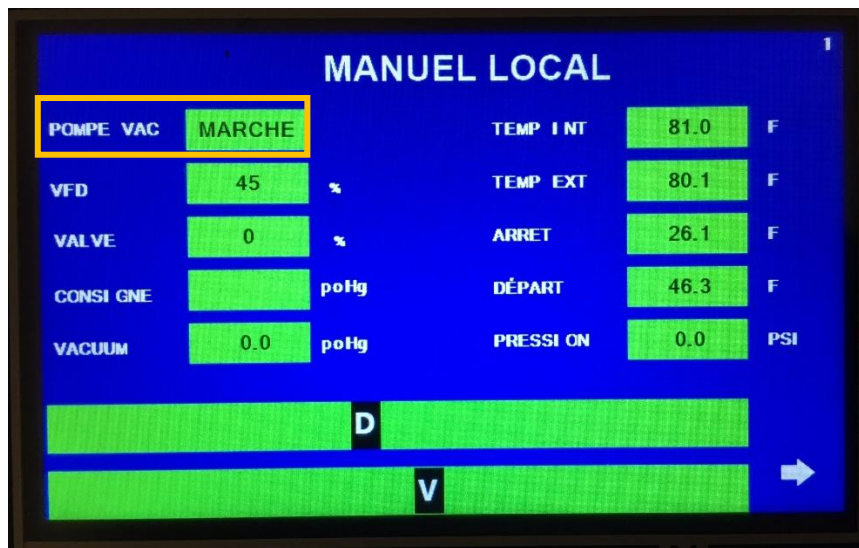 1
MANUEL LOCAL
POMPE VAC MARCHE
VFD 45 %
VALVE 0 %
CONSIGNE poHg
VACUUM 0.0 poHg
TEMP INT 81.0 F
TEMP EXT 80.1 F
ARRET 26.1 F
DÉPART 46.3 F
PRESSION 0.0 PSI
D
V